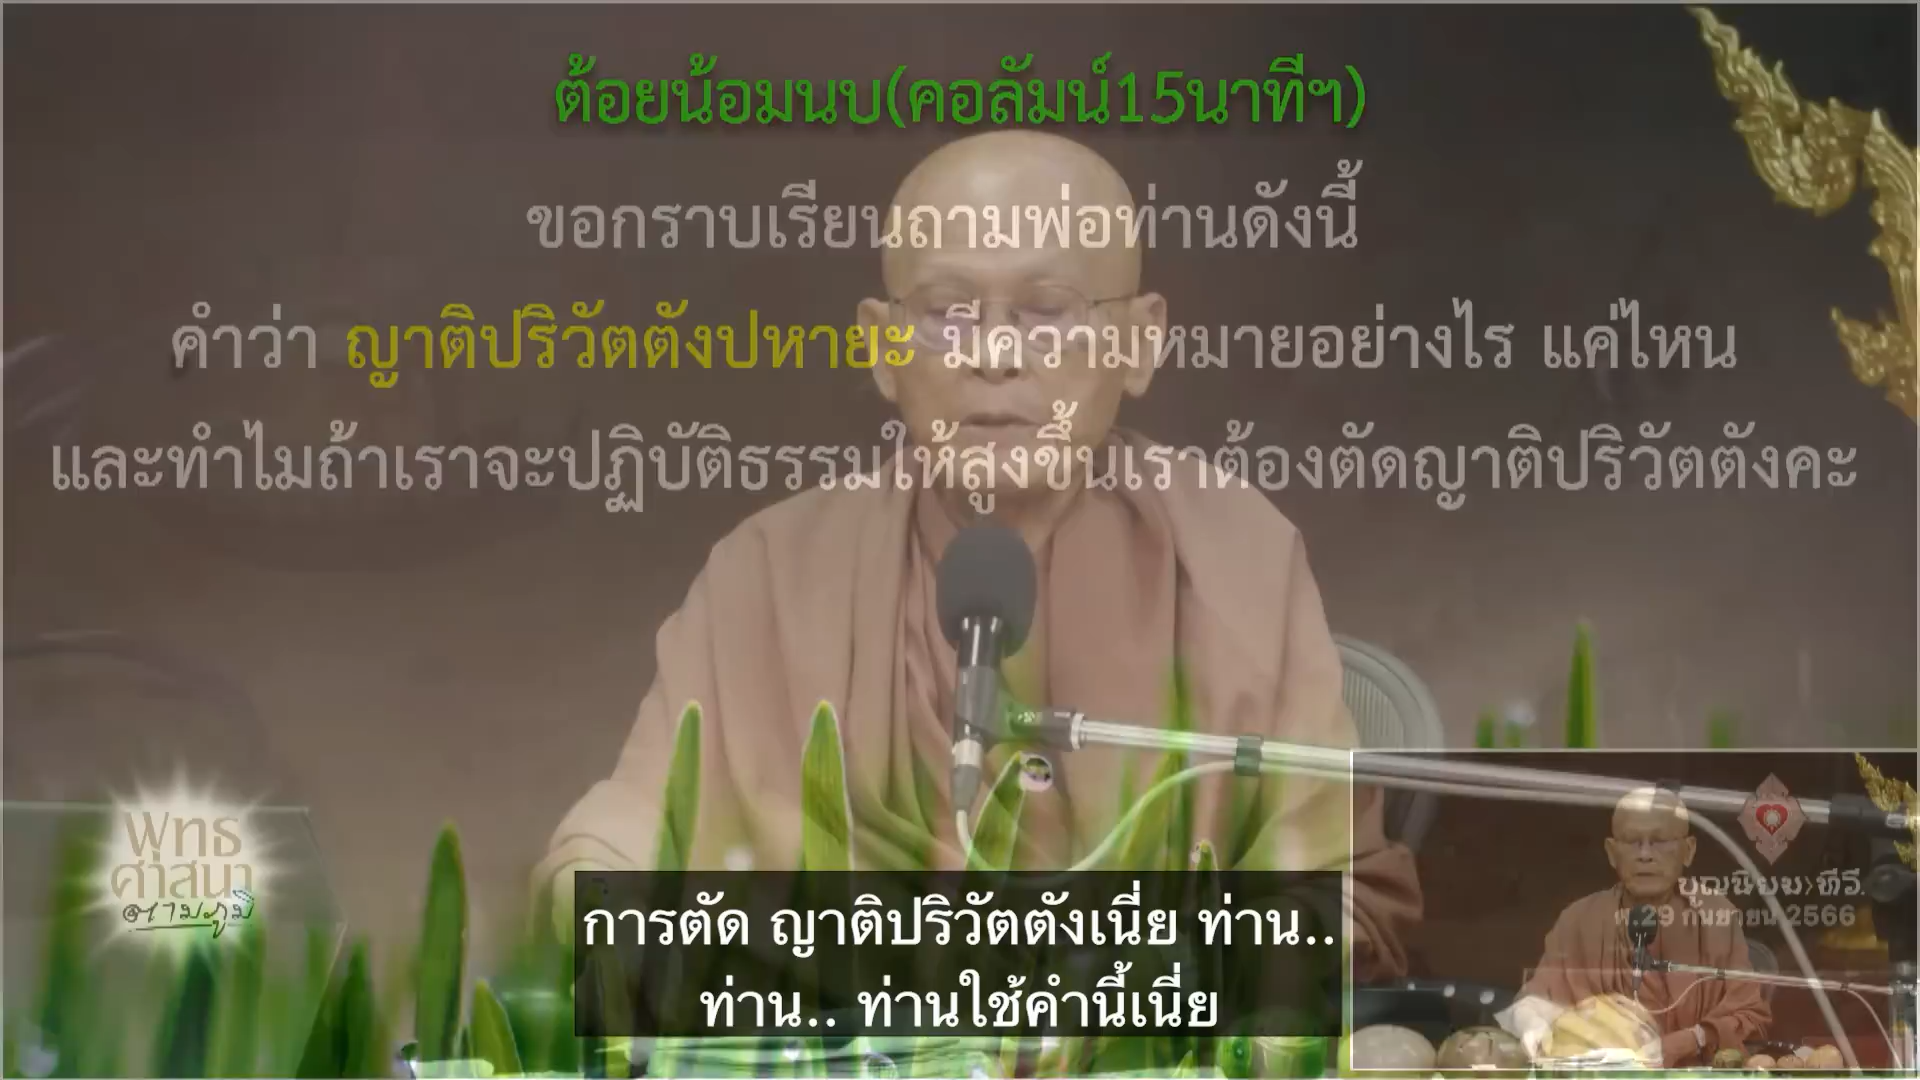 ต้อยน้อมนบ(คอลัมน์15นาทีฯ)
ขอกราบเรียนถามพ่อท่านดังนี้
คำว่า ญาติปริวัตตังปหายะ มีความหมายอย่างไร แค่ไหน
และทำไมถ้าเราจะปฏิบัติธรรมให้สูงขึ้นเราต้องตัดญาติปริวัตตังคะ
พุทธ
ศาสนา
ตามภูมิ
บุญนิยมทีวี
พ.29 กันยายน 2566
การตัด ญาติปริวัตตังเนี่ย ท่าน..
ท่าน.. ท่านใช้คำนี้เนี่ย